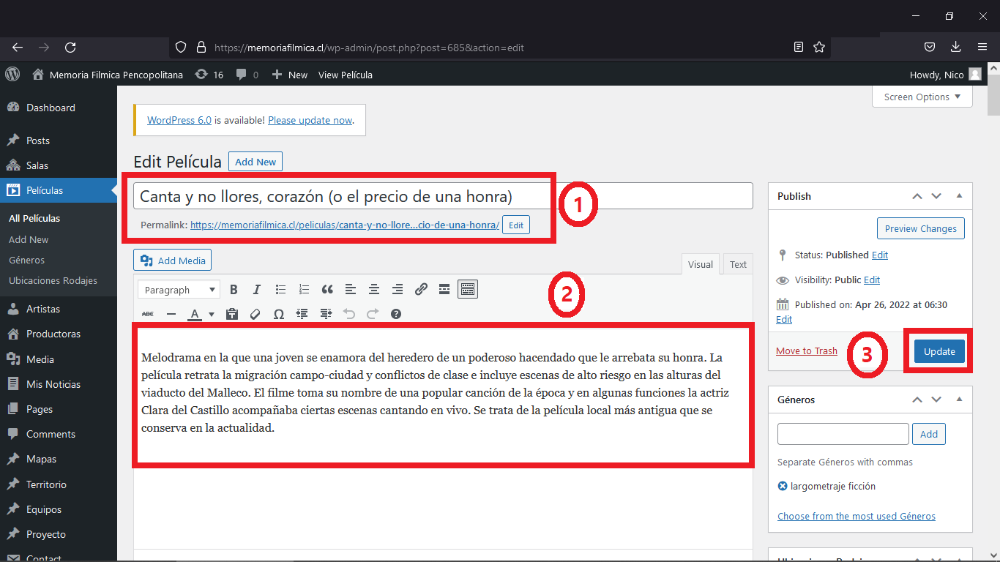 https://memoriafilmica.cl/wp-admin/post.php?post=685&action=edit
Memoria Filmica Pencopolitana 16 0 New View Película Howdy, Nico
Screen Options
Dashboard
Posts
Salas
Películas
All Películas
Add New
Géneros
Ubicaciones Rodajes
Artistas
Productoras
Media
Mis Noticias
Pages
Comments
Mapas
Territorio
Equipos
Proyecto
Contact
WordPress 6.0 is available! Please update now.
Edit Película Add New
Canta y no llores, corazón (o el precio de una honra)
1
Permalink: https://memoriafilmica.cl/peliculas/canta-y-no-llore...cio-de-una-honra/ Edit
Add Media
Visual Text
Paragraph
B I
2
ABC A
Melodrama en la que una joven se enamora del heredero de un poderoso hacendado que le arrebata su honra. La
película retrata la migración campo-ciudad y conflictos de clase e incluye escenas de alto riesgo en las alturas del
viaducto del Malleco. El filme toma su nombre de una popular canción de la época y en algunas funciones la actriz
Clara del Castillo acompañaba ciertas escenas cantando en vivo. Se trata de la película local más antigua que se
conserva en la actualidad.
Publish
Preview Changes
Status: Published Edit
Visibility: Public Edit
Published on: Apr 26, 2022 at 06:30
Edit
Move to Trash 3 Update
Géneros
Add
Separate Géneros with commas
largometraje ficción
Choose from the most used Géneros